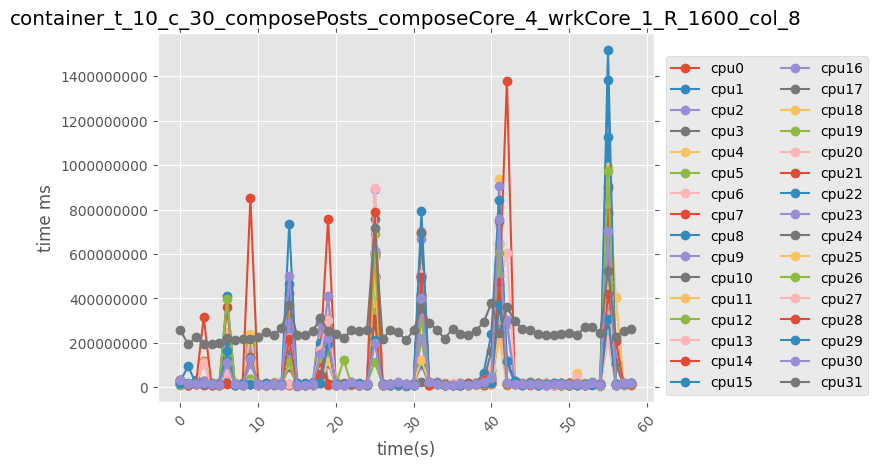 container_t_10_c_30_composePosts_composeCore_4_wrkCore_1_R_1600_col_8
time ms
1400000000
1200000000
1000000000
800000000
600000000
400000000
200000000
0
0
10
20
30
40
50
60
time(s)
cpu0
cpu1
cpu2
cpu3
cpu4
cpu5
cpu6
cpu7
cpu8
cpu9
cpu10
cpu11
cpu12
cpu13
cpu14
cpu15
cpu16
cpu17
cpu18
cpu19
cpu20
cpu21
cpu22
cpu23
cpu24
cpu25
cpu26
cpu27
cpu28
cpu29
cpu30
cpu31